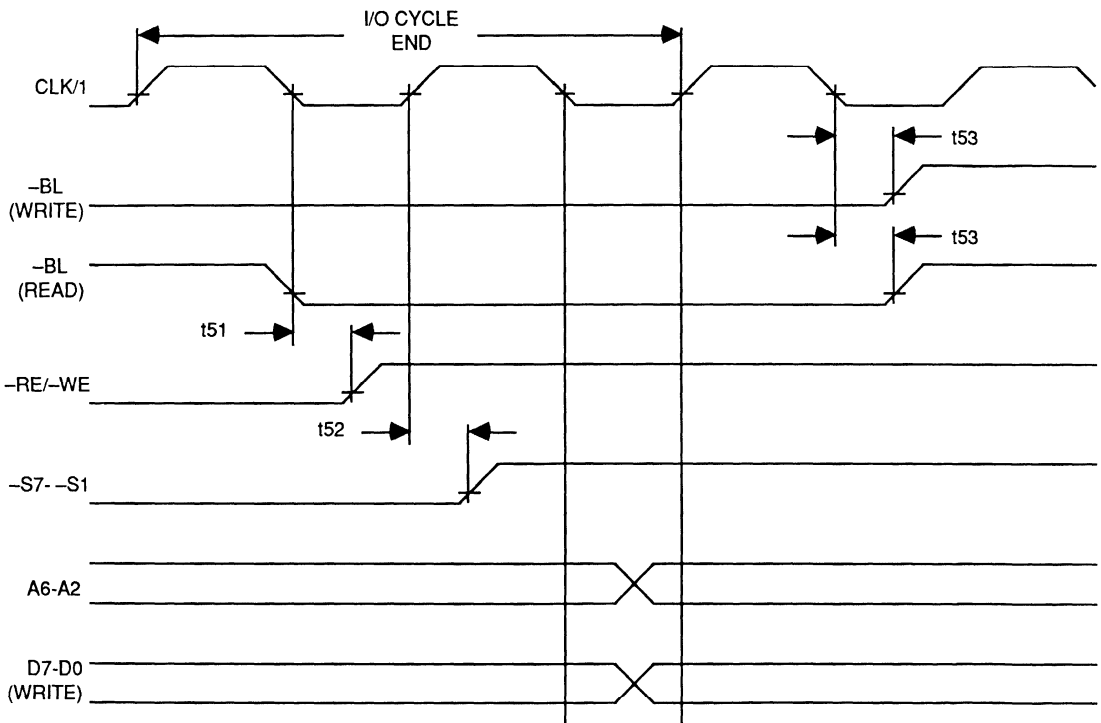 I/O CYCLE
END
CLK/1
t53
–BL
(WRITE)
t53
–BL
(READ)
t51
–RE/–WE
t52
–S7- –S1
A6-A2
D7-D0
(WRITE)